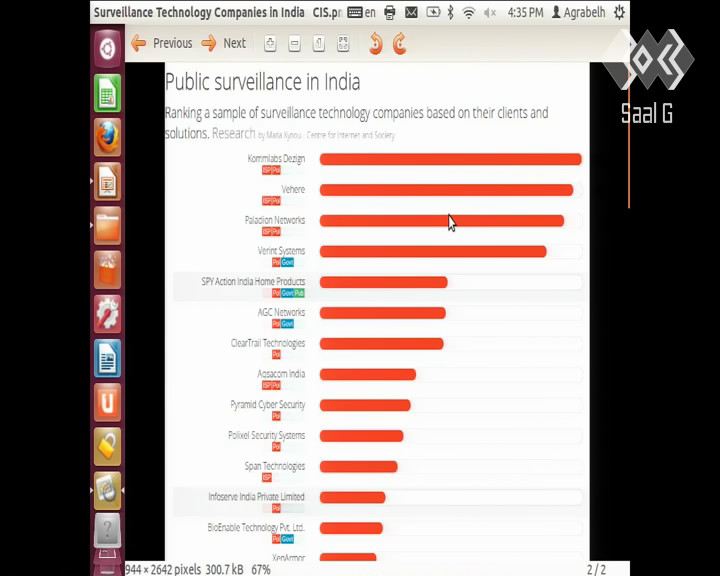 Surveillance Technology Companies in India CIS.pr en 4:35 PM Agrabelh
Previous Next
Saal G
Public surveillance in India
Ranking a sample of surveillance technology companies based on their clients and
solutions. Research by Maria Xynou - Centre for Internet and Society
Kommlabs Dezign
ISP Pol
Vehere
ISP Pol
Paladion Networks
ISP Pol
Verint Systems
Pol Govt
SPY Action India Home Products
Pol Govt Pub
AGC Networks
Pol Govt
ClearTrail Technologies
Pol
Aqsacom India
ISP Pol
Pyramid Cyber Security
Pol
Polixel Security Systems
Pol
Span Technologies
ISP
Infoserve India Private Limited
Pol
BioEnable Technology Pvt. Ltd.
Pol Govt
XenArmor
944 × 2642 pixels 300.7 kB 67% 2 / 2